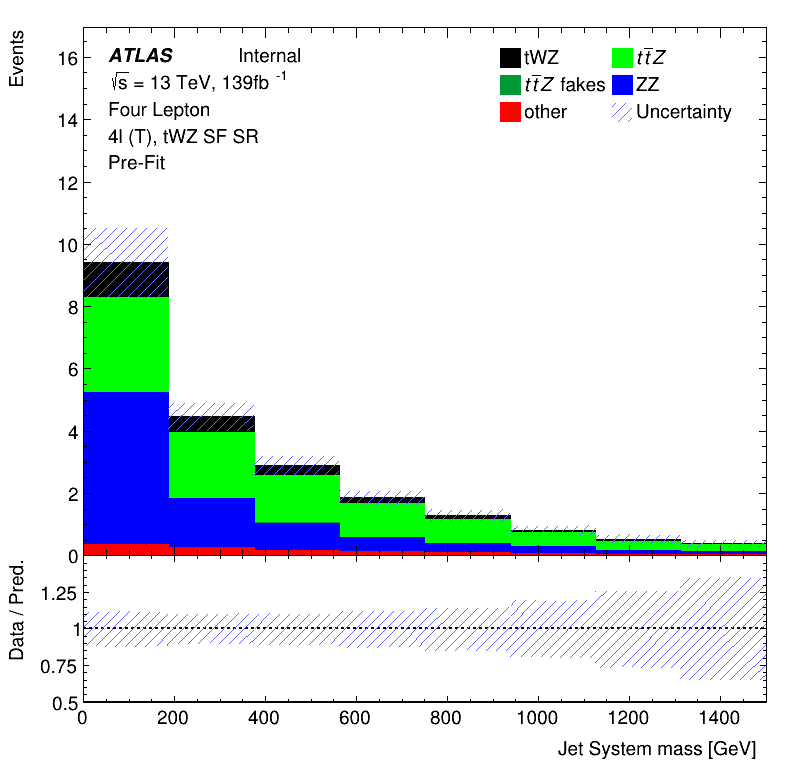 Events
16
14
12
10
8
6
4
2
0
ATLAS Internal
√s = 13 TeV, 139fb -1
Four Lepton
4l (T), tWZ SF SR
Pre-Fit
tWZ
tt̅Z
tt̅Z fakes
ZZ
other
Uncertainty
Data / Pred.
1.25
1
0.75
0.5
0 200 400 600 800 1000 1200 1400
Jet System mass [GeV]